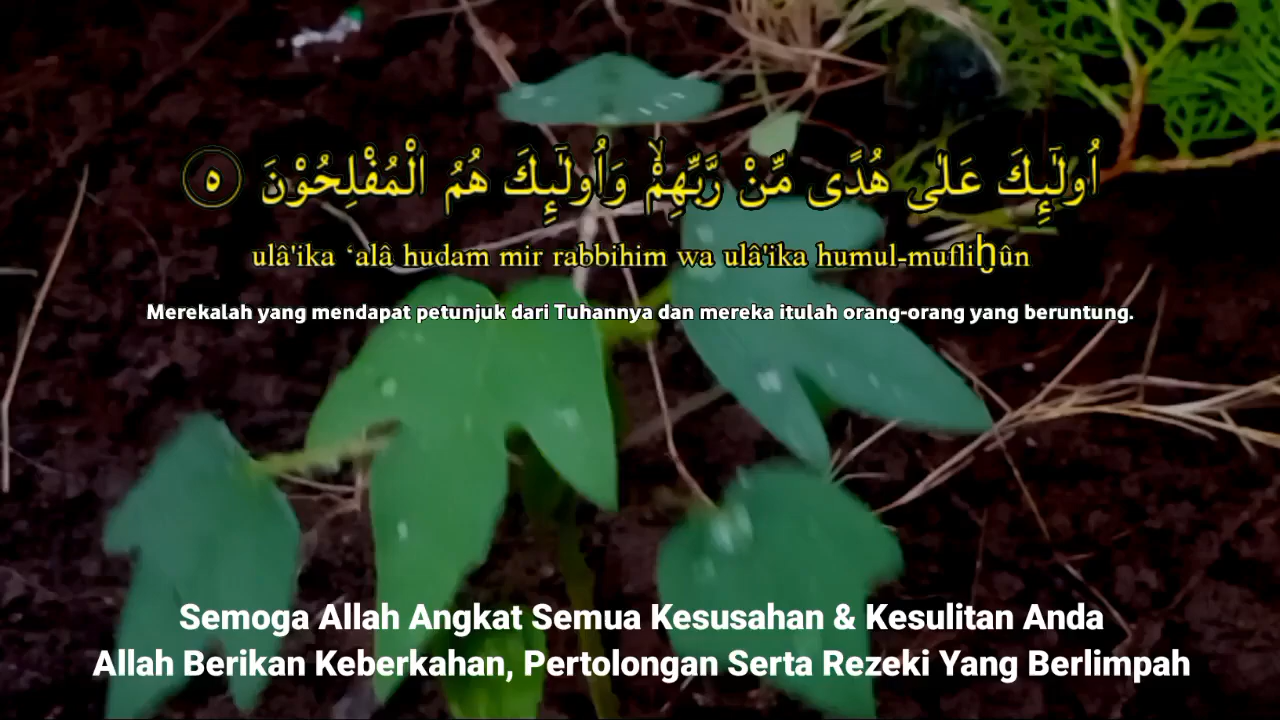 اُولٰۤىِٕكَ عَلٰى هُدًى مِّنْ رَّبِّهِمْۙ وَاُولٰۤىِٕكَ هُمُ الْمُفْلِحُوْنَ ٥
ulâ'ika ‘alâ hudam mir rabbihim wa ulâ'ika humul-mufliḫûn
Merekalah yang mendapat petunjuk dari Tuhannya dan mereka itulah orang-orang yang beruntung.
Semoga Allah Angkat Semua Kesusahan & Kesulitan Anda
Allah Berikan Keberkahan, Pertolongan Serta Rezeki Yang Berlimpah